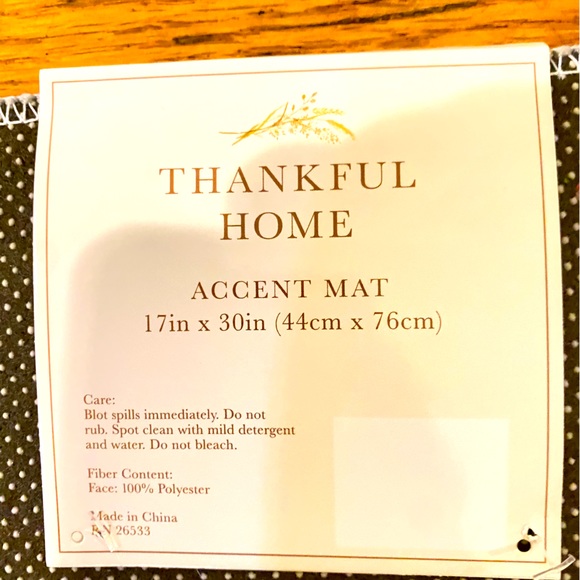 THANKFUL
HOME
ACCENT MAT
17in x 30in (44cm x 76cm)
Care:
Blot spills immediately. Do not
rub. Spot clean with mild detergent
and water. Do not bleach.
Fiber Content:
Face: 100% Polyester
Made in China
RN 26533